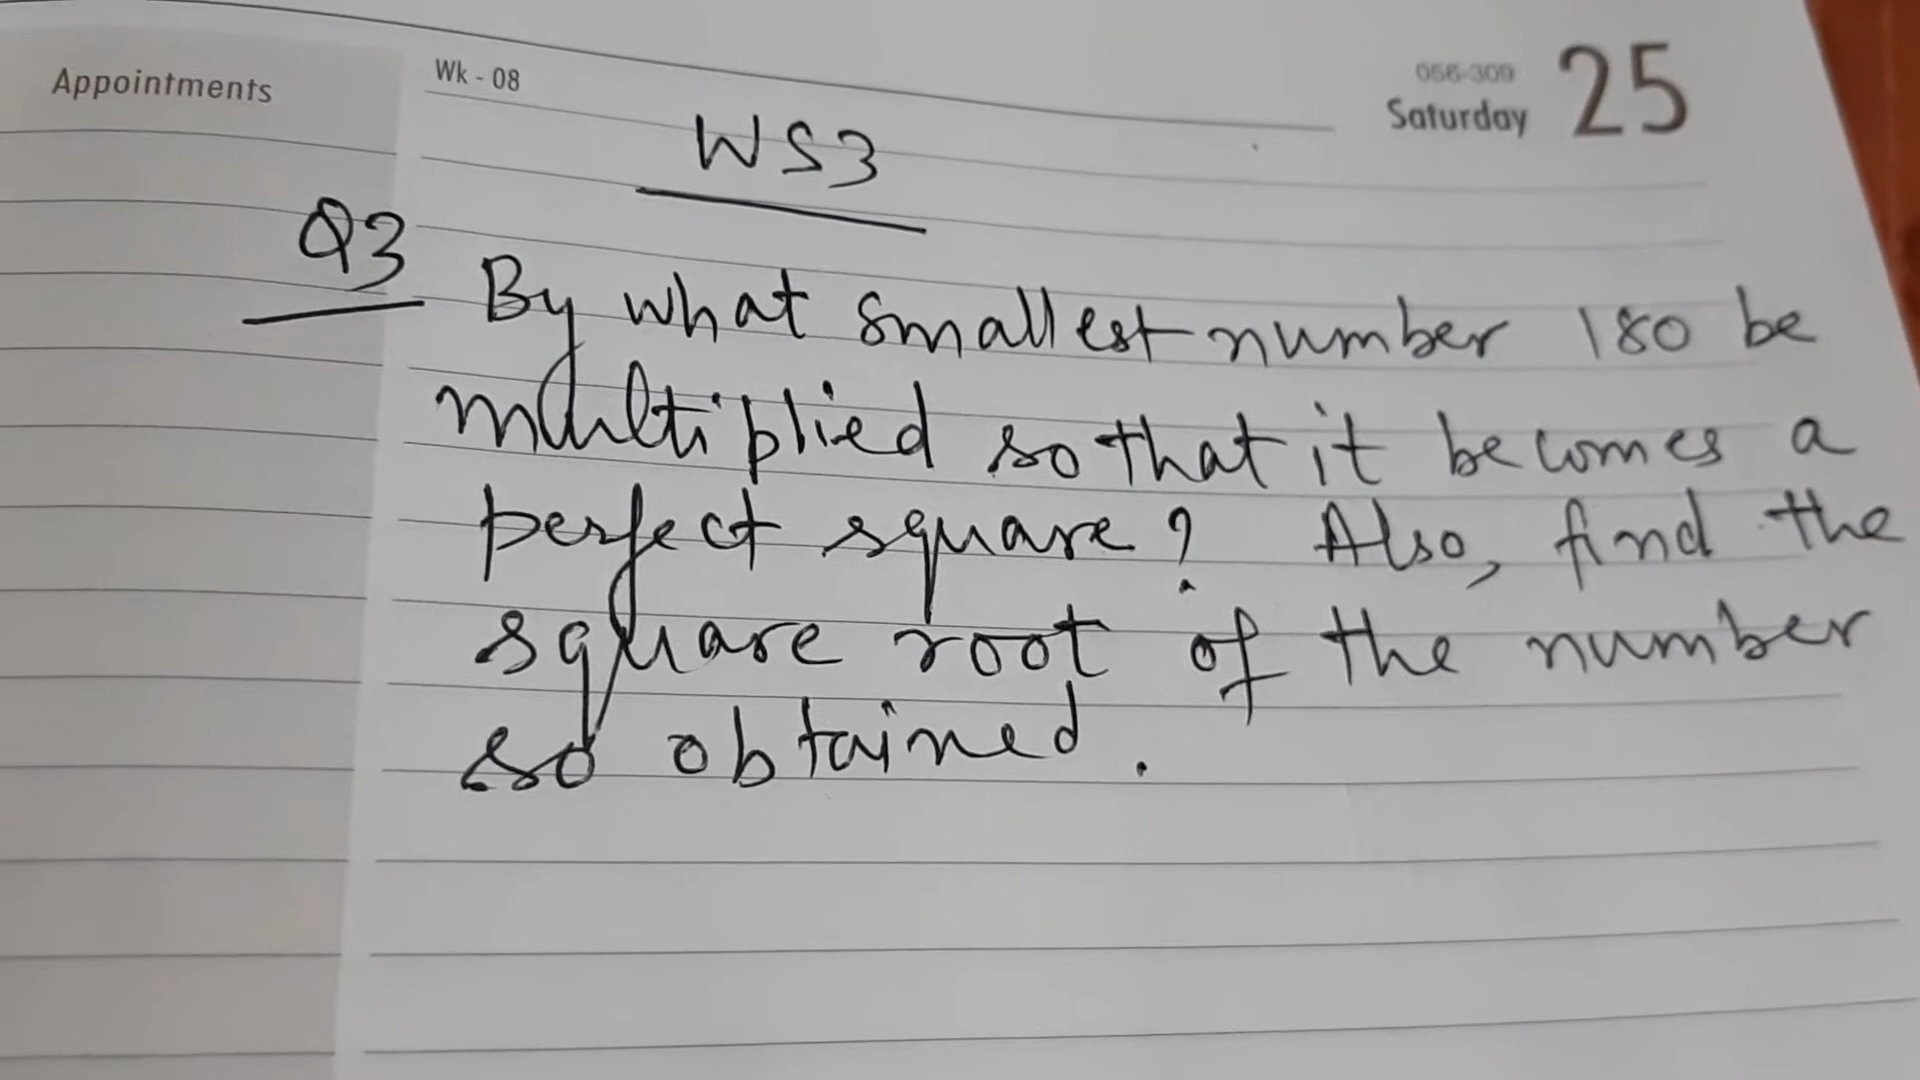 Appointments
Wk - 08
056-309
Saturday 25
WS3
Q3 By what smallest number 180 be
multiplied so that it becomes a
perfect square? Also, find the
square root of the number
so obtained.